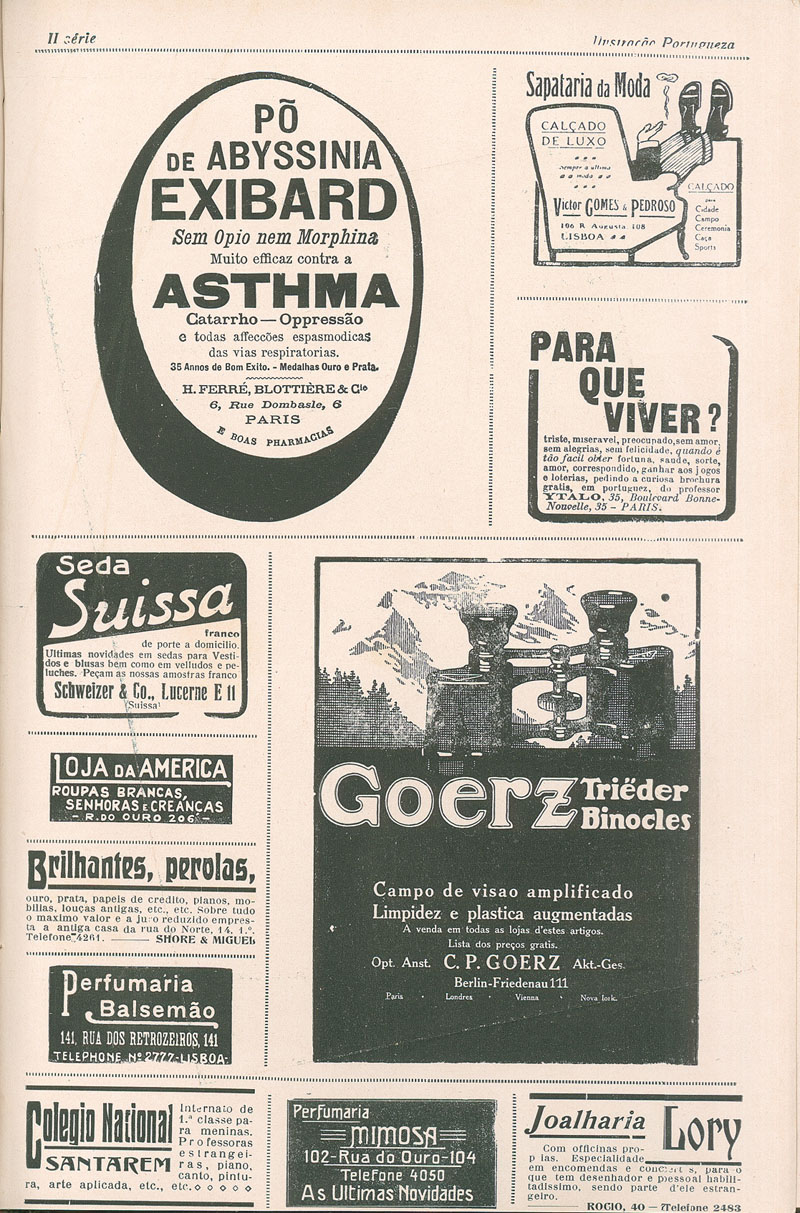 II série
Ilustração Portugueza
PÕ
DE ABYSSINIA
EXIBARD
Sem Opio nem Morphina
Muito efficaz contra a
ASTHMA
Catarrho — Oppressão
e todas affecções espasmodicas
das vias respiratorias.
35 Annos de Bom Exito. - Medalhas Ouro e Prata.
H. FERRÉ, BLOTTIÈRE & Cie
6, Rue Dombasle, 6
PARIS
E BOAS PHARMACIAS
Sapataria da Moda
CALÇADO
DE LUXO
sempre a ultima
moda
Victor GOMES & PEDROSO
106 R Augusta 108
LISBOA
CALÇADO
para
Cidade
Campo
Ceremonia
Caça
Sports
PARA
QUE
VIVER?
triste, miseravel, preocupado, sem amor,
sem alegrias, sem felicidade, quando é
tão facil obter fortuna, saude, sorte,
amor, correspondido, ganhar aos jogos
e loterias, pedindo a curiosa brochura
gratis, em portuguez, do professor
YTALO, 35, Boulevard Bonne-
Nouvelle, 35 - PARIS.
Seda
Suissa
franco
de porte a domicilio
Ultimas novidades em sedas para Vesti-
dos e blusas bem como em velludos e pe-
luches. Peçam as nossas amostras franco
Schweizer & Co., Lucerne E 11
(Suissa)
LOJA DA AMERICA
ROUPAS BRANCAS,
SENHORAS E CREANÇAS
- R. DO OURO 206 -
Brilhantes, perolas,
ouro, prata, papeis de credito, pianos, mo-
bilias, louças antigas, etc., etc. Sobre tudo
o maximo valor e a juro reduzido empres-
ta a antiga casa da rua do Norte, 14, 1.º.
Telefone 4261. ——— SHORE & MIGUEL
Perfumaria
Balsemão
141, RUA DOS RETROZEIROS, 141
TELEPHONE Nº 2777-LISBOA-
Goerz Triëder
Binocles
Campo de visao amplificado
Limpidez e plastica augmentadas
A venda em todas as lojas d'estes artigos.
Lista dos preços gratis.
Opt. Anst. C. P. GOERZ Akt.-Ges.
Berlin-Friedenau 111
Paris · Londres · Vienna · Nova Iork.
Colegio National
SANTAREM
Internato de
1.ª classe pa-
ra meninas.
Professoras
estrangei-
ras, piano,
canto, pintu-
ra, arte aplicada, etc., etc.
Perfumaria
MIMOSA
102-Rua do Ouro-104
Telefone 4050
As Ultimas Novidades
Joalharia Lory
Com officinas pro-
p ias. Especialidade
em encomendas e para o
que tem desenhador e pessoal habili-
tadissimo, sendo parte d'ele estran-
geiro.
——— ROCIO, 40 — Telefone 2483